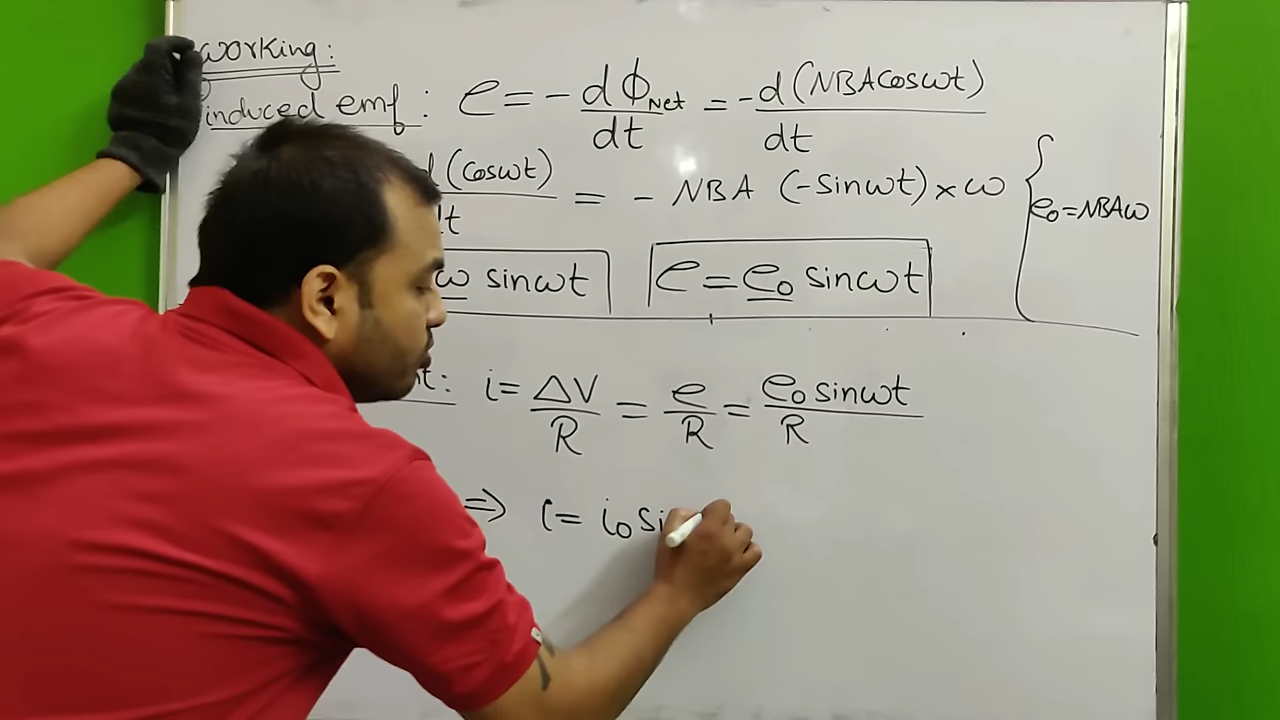 working:
induced emf: e = - dΦNet/dt = - d(NBAcosωt)/dt
d(cosωt)/dt = - NBA (-sinωt) × ω { e₀ = NBAω
ω sinωt e = e₀ sinωt
t: i = ΔV/R = e/R = e₀ sinωt/R
⇒ i = i₀ si